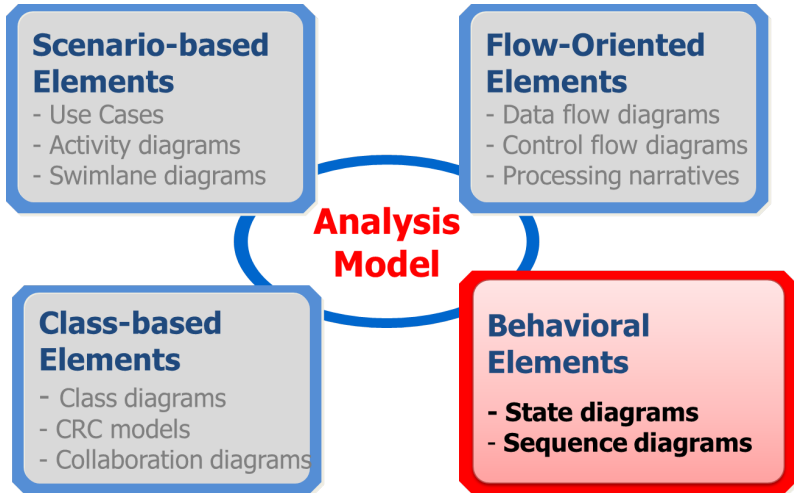 Scenario-based
Elements
- Use Cases
- Activity diagrams
- Swimlane diagrams
Flow-Oriented
Elements
- Data flow diagrams
- Control flow diagrams
- Processing narratives
Analysis
Model
Class-based
Elements
- Class diagrams
- CRC models
- Collaboration diagrams
Behavioral
Elements
- State diagrams
- Sequence diagrams